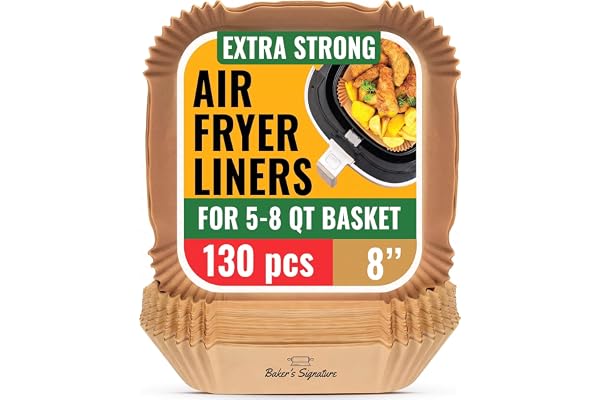 EXTRA STRONG
AIR
FRYER
LINERS
FOR 5-8 QT BASKET
130 pcs
8”
Baker's Signature